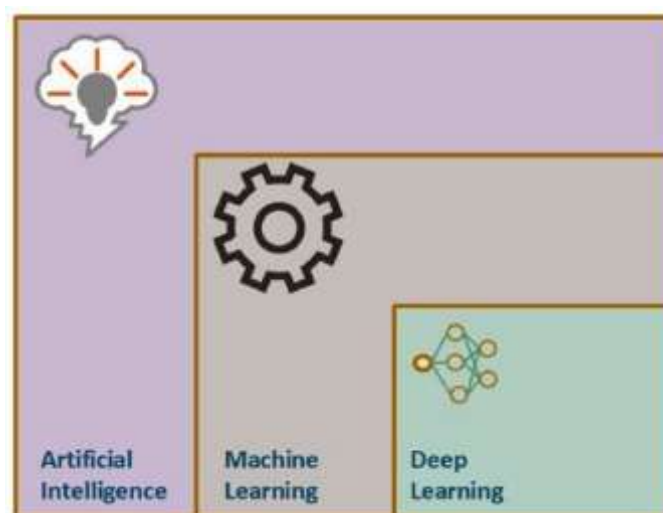 Artificial
Intelligence
Machine
Learning
Deep
Learning